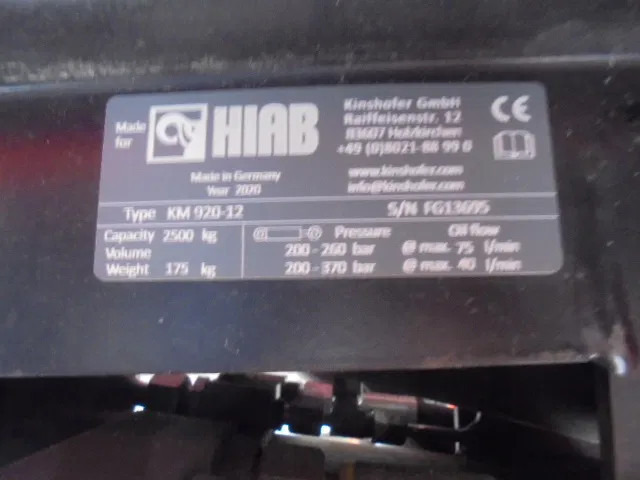 Made for HIAB
Kinshofer GmbH
Raiffeisenstr. 12
83607 Holzkirchen
+49 (0)8021-88 99 0
www.kinshofer.com
info@kinshofer.com
CE
Made in Germany
Year 2020
Type KM 920-12 S/N FG13695
Capacity 2500 kg
Volume
Weight 175 kg
Pressure Oil flow
200 - 260 bar @ max. 75 l/min
200 - 370 bar @ max. 40 l/min